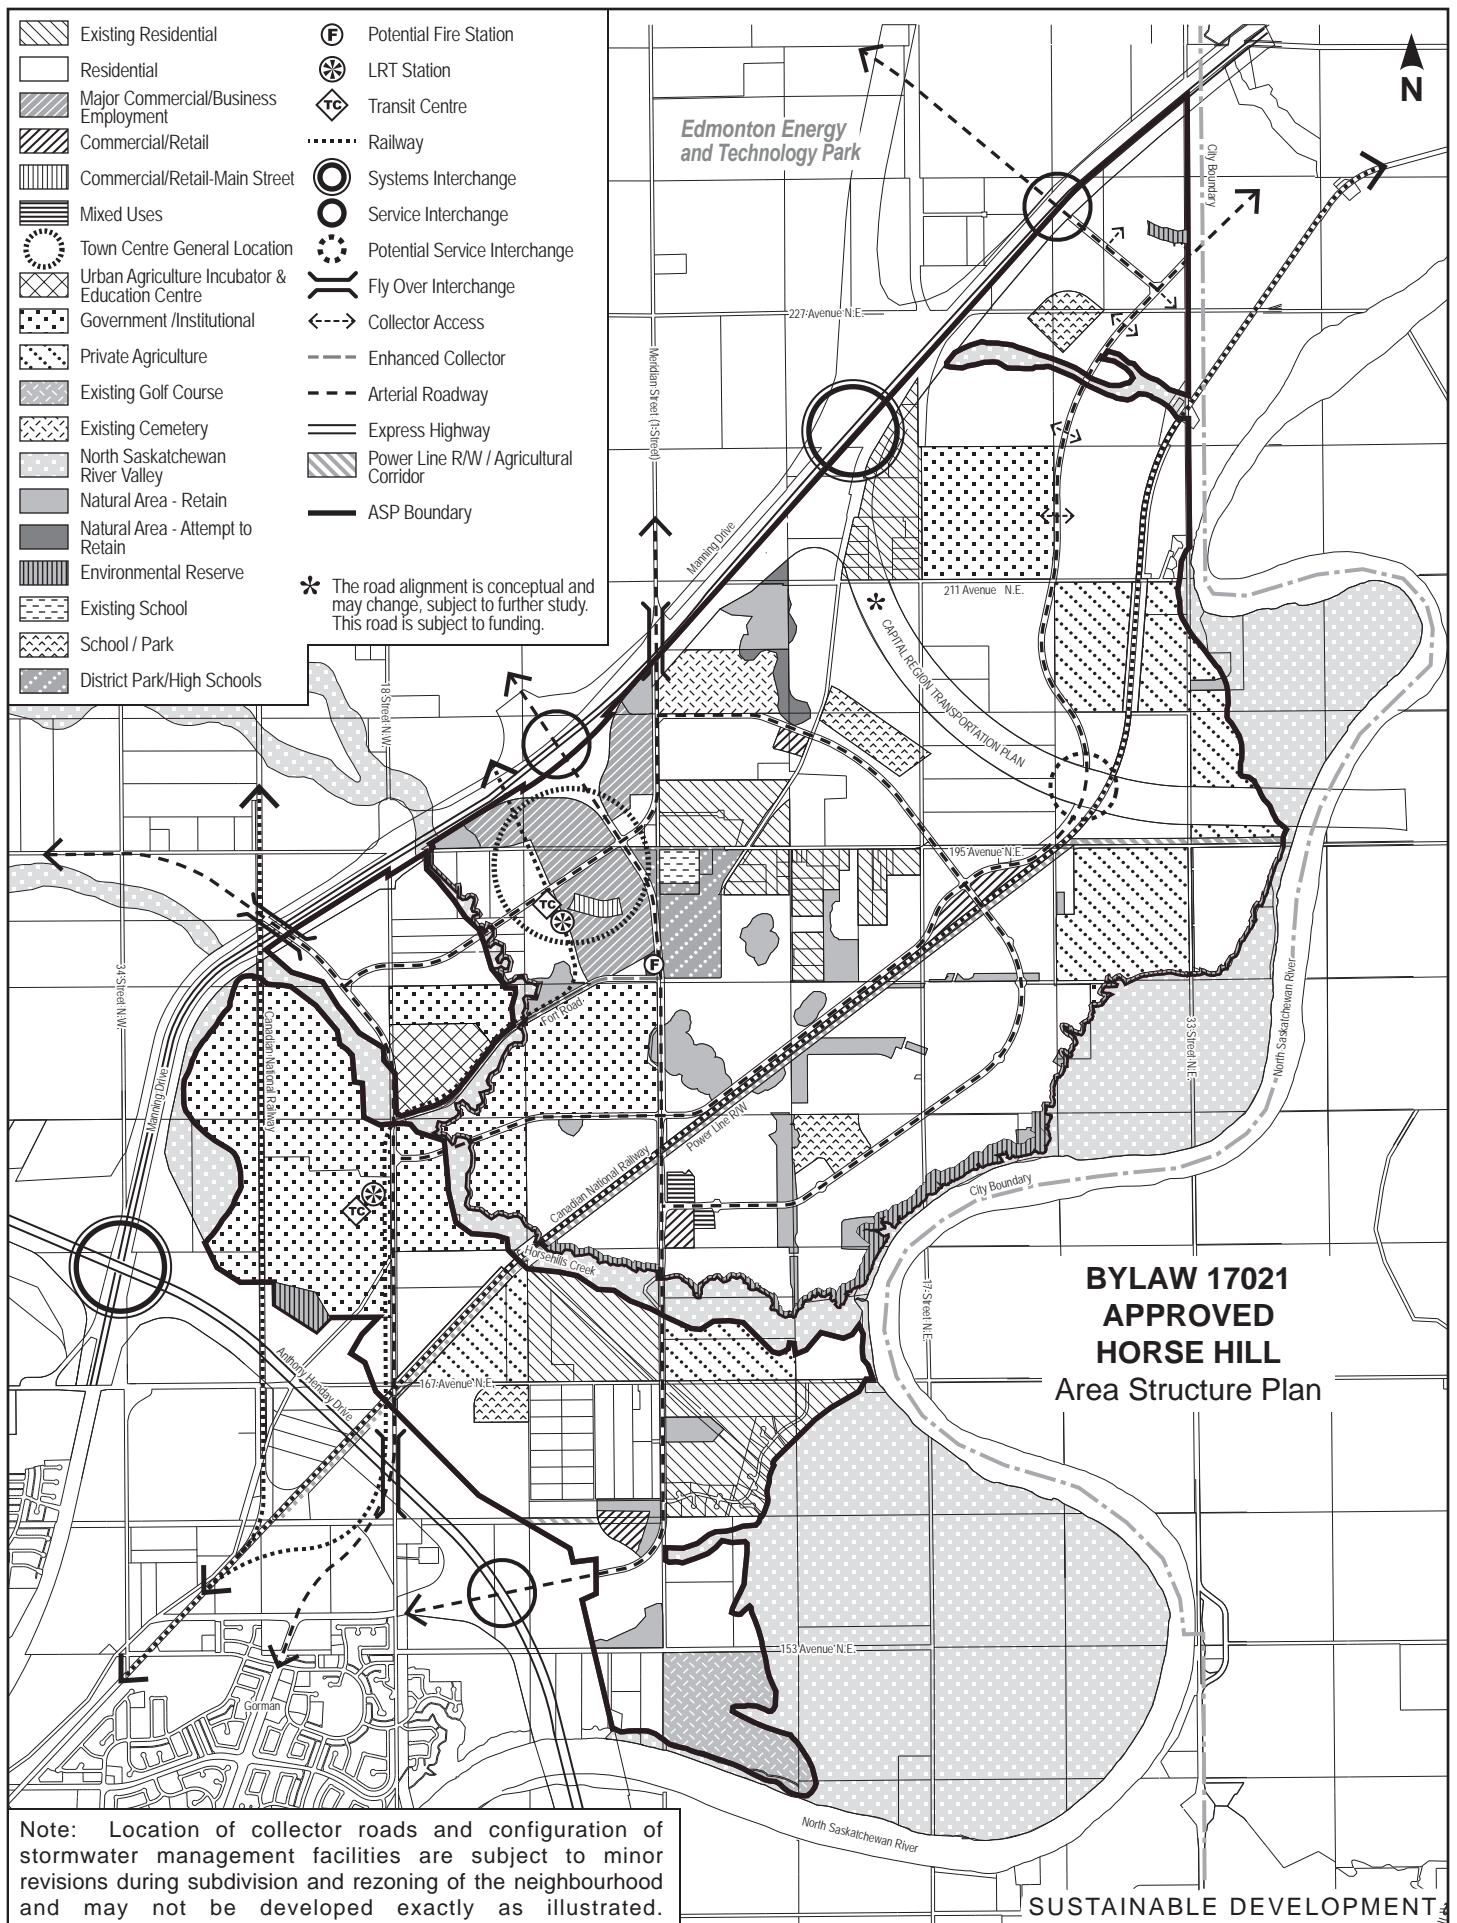 Existing Residential
Residential
Major Commercial/Business
Employment
Commercial/Retail
Commercial/Retail-Main Street
Mixed Uses
Town Centre General Location
Urban Agriculture Incubator &
Education Centre
Government /Institutional
Private Agriculture
Existing Golf Course
Existing Cemetery
North Saskatchewan
River Valley
Natural Area - Retain
Natural Area - Attempt to
Retain
Environmental Reserve
Existing School
School / Park
District Park/High Schools
F Potential Fire Station
LRT Station
TC Transit Centre
Railway
Systems Interchange
Service Interchange
Potential Service Interchange
Fly Over Interchange
Collector Access
Enhanced Collector
Arterial Roadway
Express Highway
Power Line R/W / Agricultural
Corridor
ASP Boundary
* The road alignment is conceptual and
may change, subject to further study.
This road is subject to funding.
N
Edmonton Energy
and Technology Park
City Boundary
227 Avenue N.E.
Meridian Street (1 Street)
Manning Drive
211 Avenue N.E.
*
CAPITAL REGION TRANSPORTATION PLAN
18 Street N.W.
195 Avenue N.E.
TC
F
34 Street N.W.
Canadian National Railway
Fort Road
33 Street N.E.
North Saskatchewan River
Manning Drive
Power Line R/W
Canadian National Railway
City Boundary
TC
Horsehills Creek
17 Street N.E.
BYLAW 17021
APPROVED
HORSE HILL
Area Structure Plan
Anthony Henday Drive
167 Avenue N.E.
153 Avenue N.E.
Gorman
North Saskatchewan River
Note: Location of collector roads and configuration of
stormwater management facilities are subject to minor
revisions during subdivision and rezoning of the neighbourhood
and may not be developed exactly as illustrated.
SUSTAINABLE DEVELOPMENT